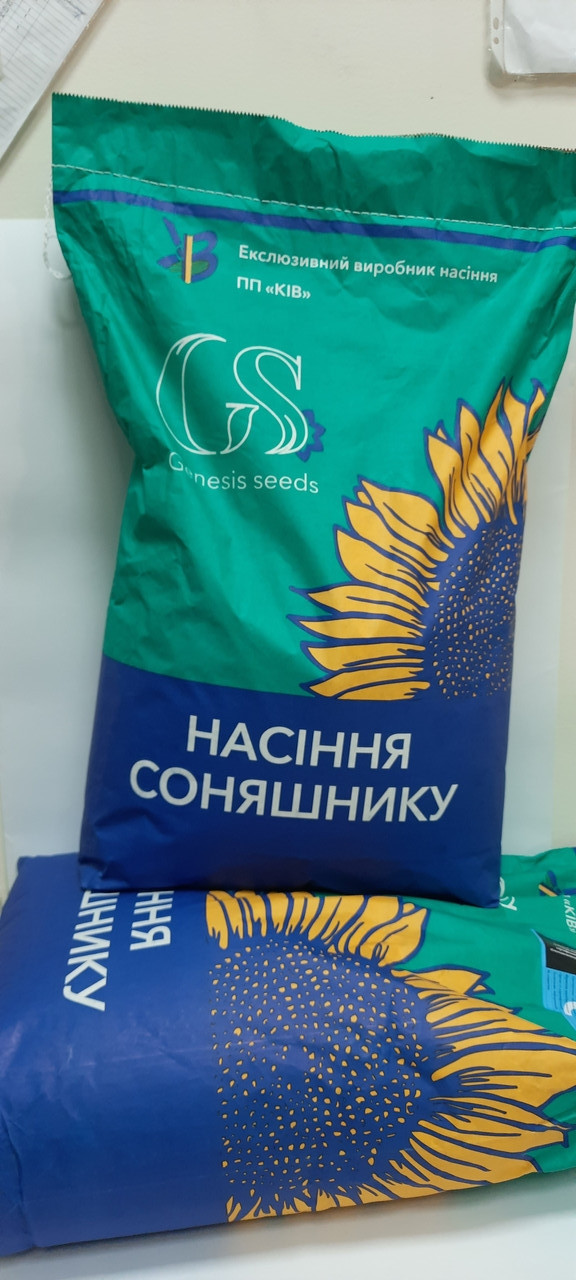 Екслюзивний виробник насіння
ПП «КІВ»
GS
Genesis seeds
НАСІННЯ
СОНЯШНИКУ